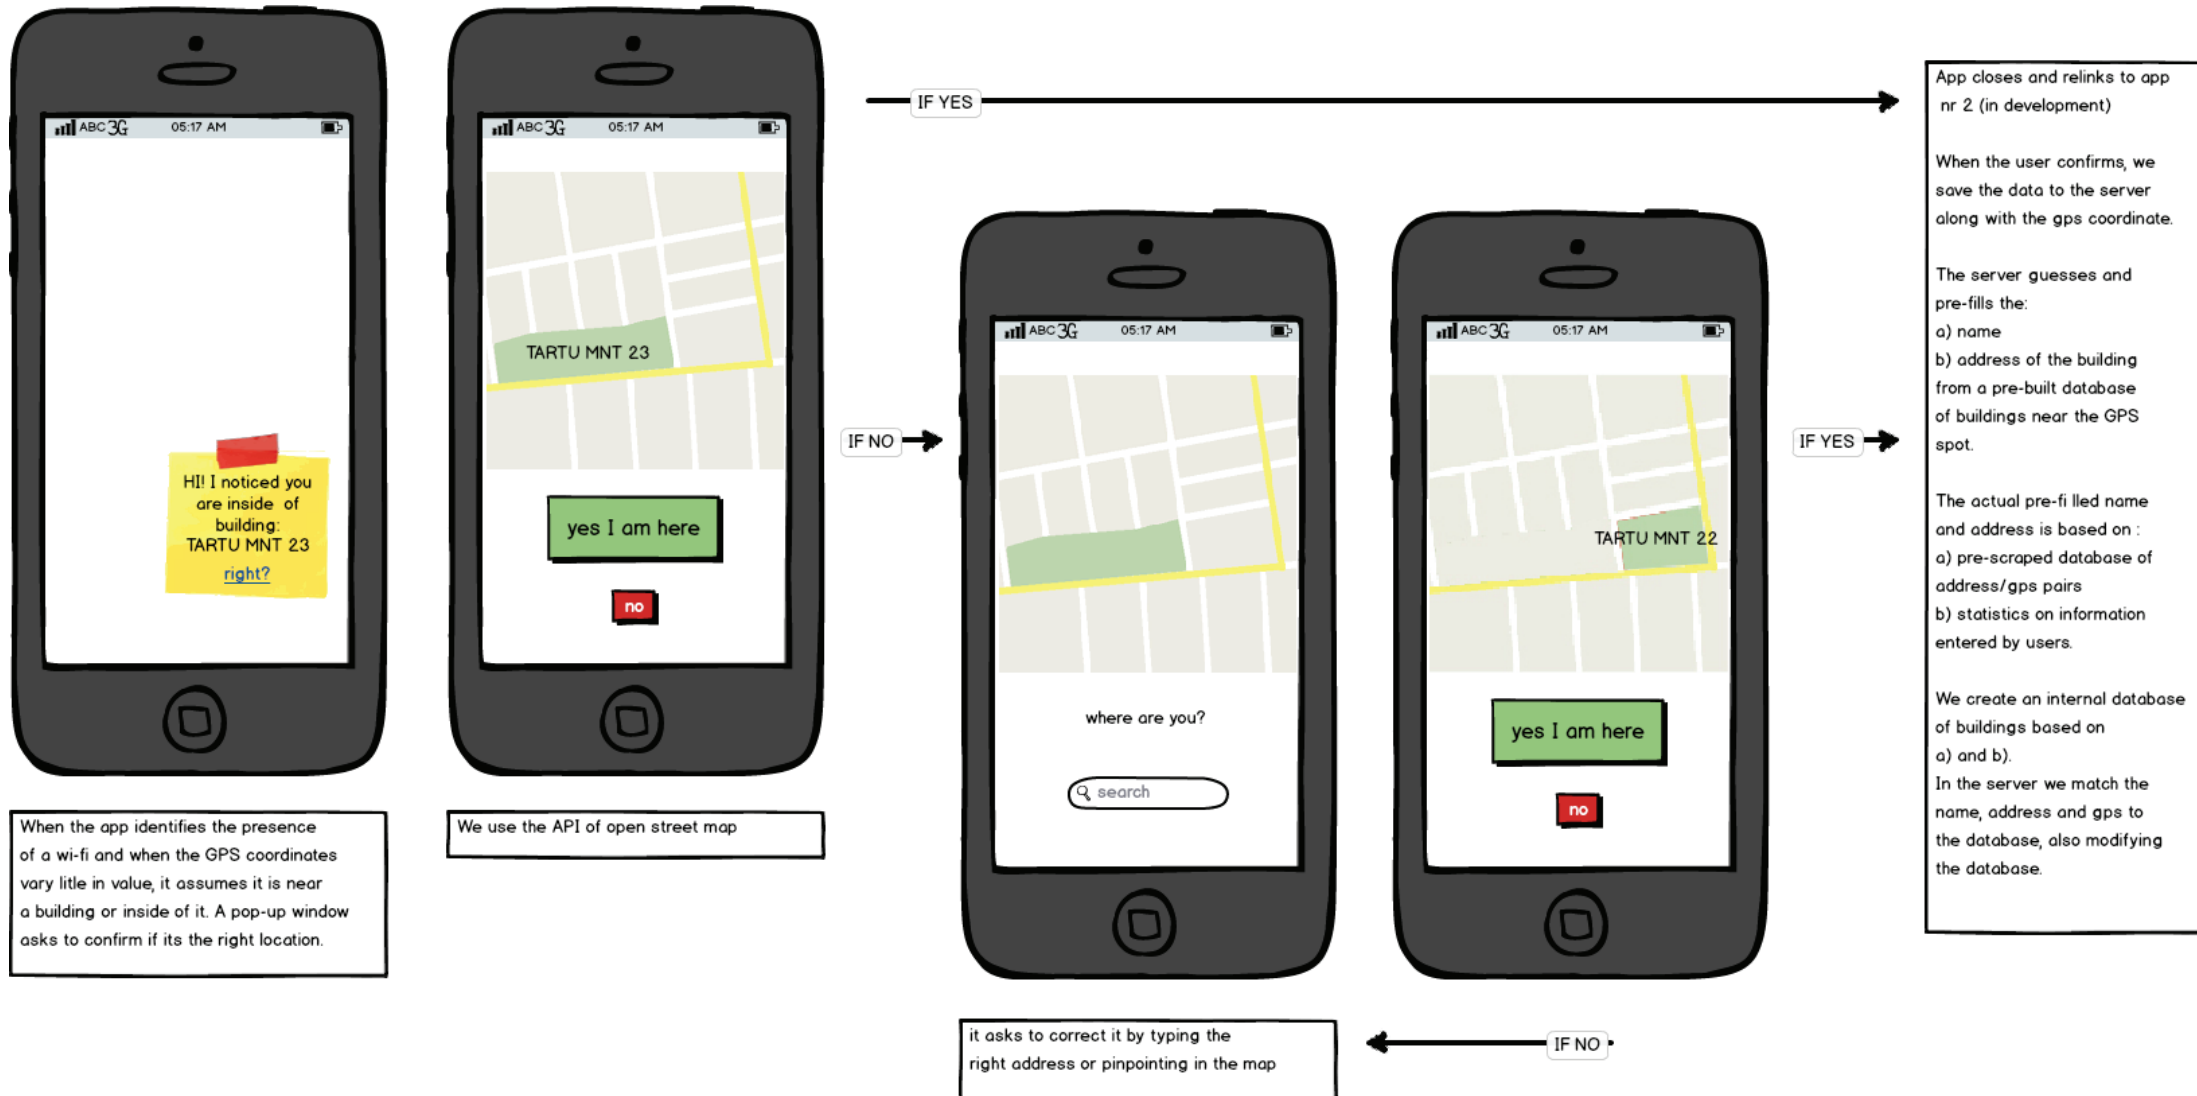 ABC 3G 05:17 AM
HI! I noticed you
are inside of
building:
TARTU MNT 23
right?
When the app identifies the presence
of a wi-fi and when the GPS coordinates
vary litle in value, it assumes it is near
a building or inside of it. A pop-up window
asks to confirm if its the right location.
ABC 3G 05:17 AM
TARTU MNT 23
yes I am here
no
We use the API of open street map
IF YES
IF NO
ABC 3G 05:17 AM
where are you?
search
it asks to correct it by typing the
right address or pinpointing in the map
ABC 3G 05:17 AM
TARTU MNT 22
yes I am here
no
IF NO
IF YES
App closes and relinks to app
nr 2 (in development)
When the user confirms, we
save the data to the server
along with the gps coordinate.
The server guesses and
pre-fills the:
a) name
b) address of the building
from a pre-built database
of buildings near the GPS
spot.
The actual pre-fi lled name
and address is based on :
a) pre-scraped database of
address/gps pairs
b) statistics on information
entered by users.
We create an internal database
of buildings based on
a) and b).
In the server we match the
name, address and gps to
the database, also modifying
the database.